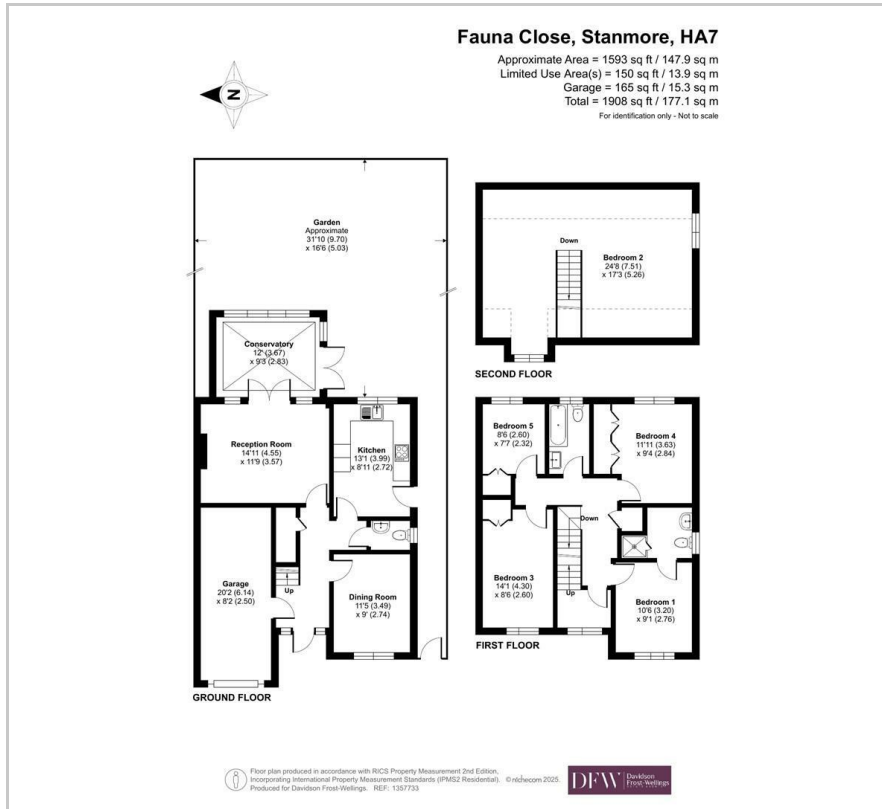 Fauna Close, Stanmore, HA7
Approximate Area = 1593 sq ft / 147.9 sq m
Limited Use Area(s) = 150 sq ft / 13.9 sq m
Garage = 165 sq ft / 15.3 sq m
Total = 1908 sq ft / 177.1 sq m
For identification only - Not to scale
N
Garden
Approximate
31'10 (9.70)
x 16'6 (5.03)
Down
Bedroom 2
24'8 (7.51)
x 17'3 (5.26)
SECOND FLOOR
Conservatory
12' (3.67)
x 9'3 (2.83)
Reception Room
14'11 (4.55)
x 11'9 (3.57)
Kitchen
13'1 (3.99)
x 8'11 (2.72)
Garage
20'2 (6.14)
x 8'2 (2.50)
Up
Dining Room
11'5 (3.49)
x 9' (2.74)
GROUND FLOOR
Bedroom 5
8'6 (2.60)
x 7'7 (2.32)
Bedroom 4
11'11 (3.63)
x 9'4 (2.84)
Down
Bedroom 3
14'1 (4.30)
x 8'6 (2.60)
Up
Bedroom 1
10'6 (3.20)
x 9'1 (2.76)
FIRST FLOOR
Floor plan produced in accordance with RICS Property Measurement 2nd Edition,
Incorporating International Property Measurement Standards (IPMS2 Residential). © nichecom 2025.
Produced for Davidson Frost-Wellings. REF: 1357733
DFW
Davidson
Frost-Wellings